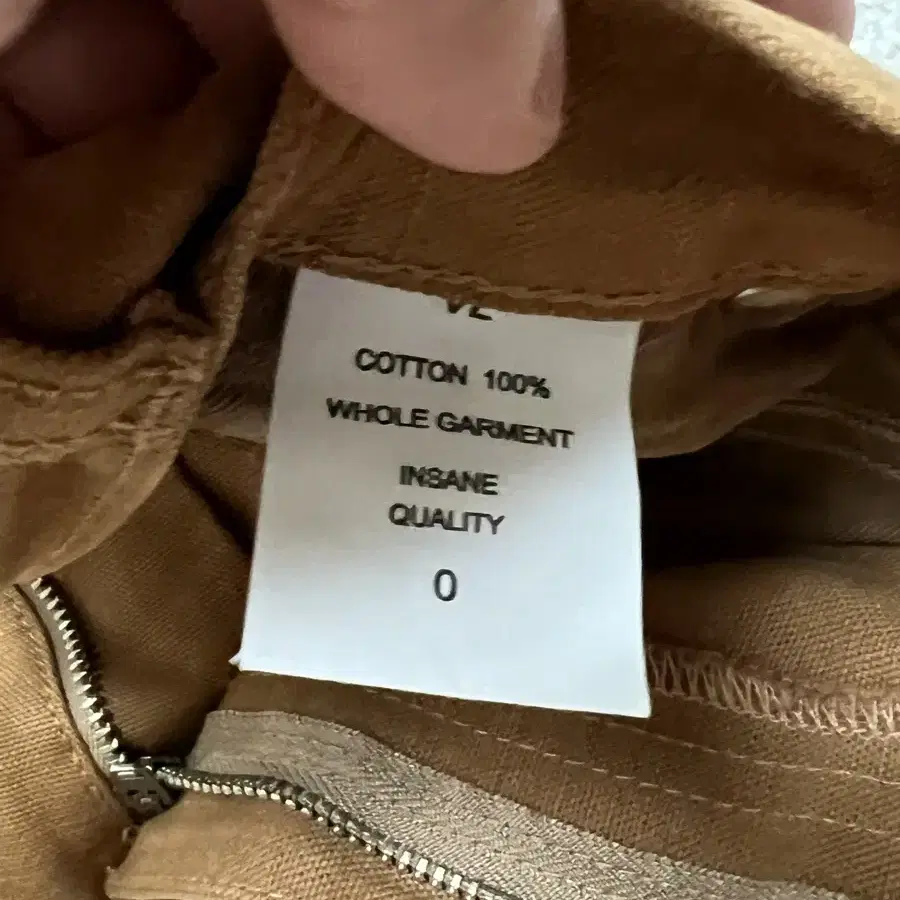 COTTON 100%
WHOLE GARMENT
INSANE
QUALITY
0